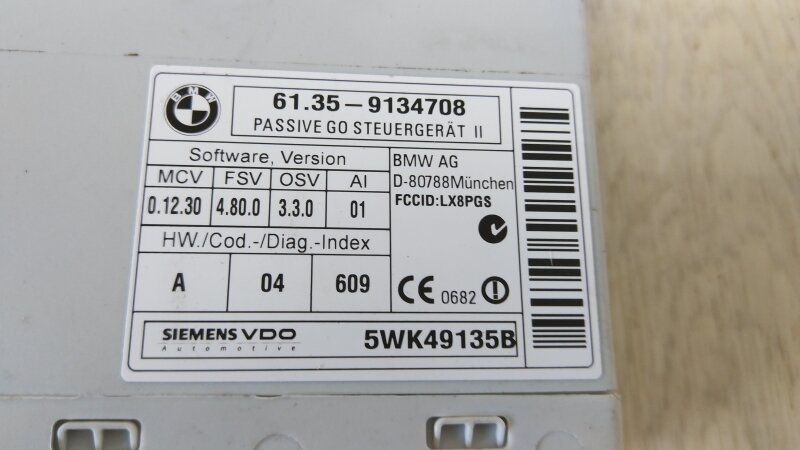 BMW
61.35-9134708
PASSIVE GO STEUERGERÄT II
Software, Version
MCV FSV OSV AI
0.12.30 4.80.0 3.3.0 01
HW./Cod.-/Diag.-Index
A 04 609
BMW AG
D-80788München
FCCID:LX8PGS
CE 0682
SIEMENS VDO
Automotive
5WK49135B